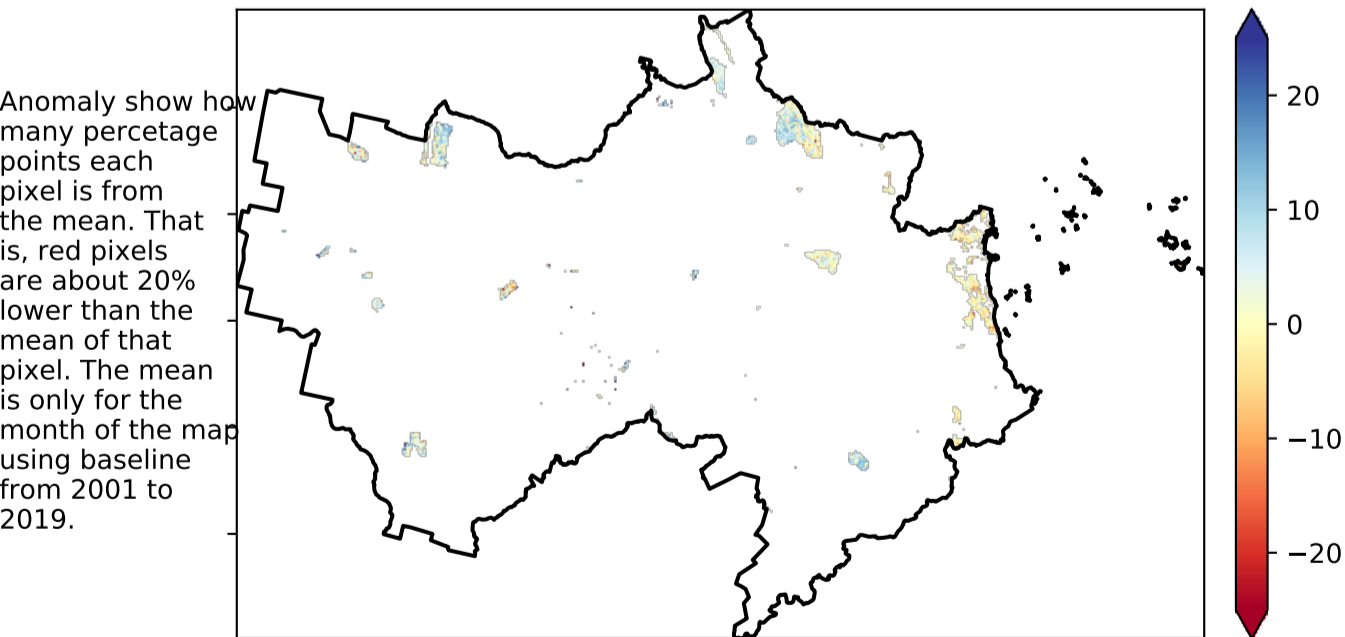 Anomaly show how
many percetage
points each
pixel is from
the mean. That
is, red pixels
are about 20%
lower than the
mean of that
pixel. The mean
is only for the
month of the map
using baseline
from 2001 to
2019.
20
10
0
−10
−20